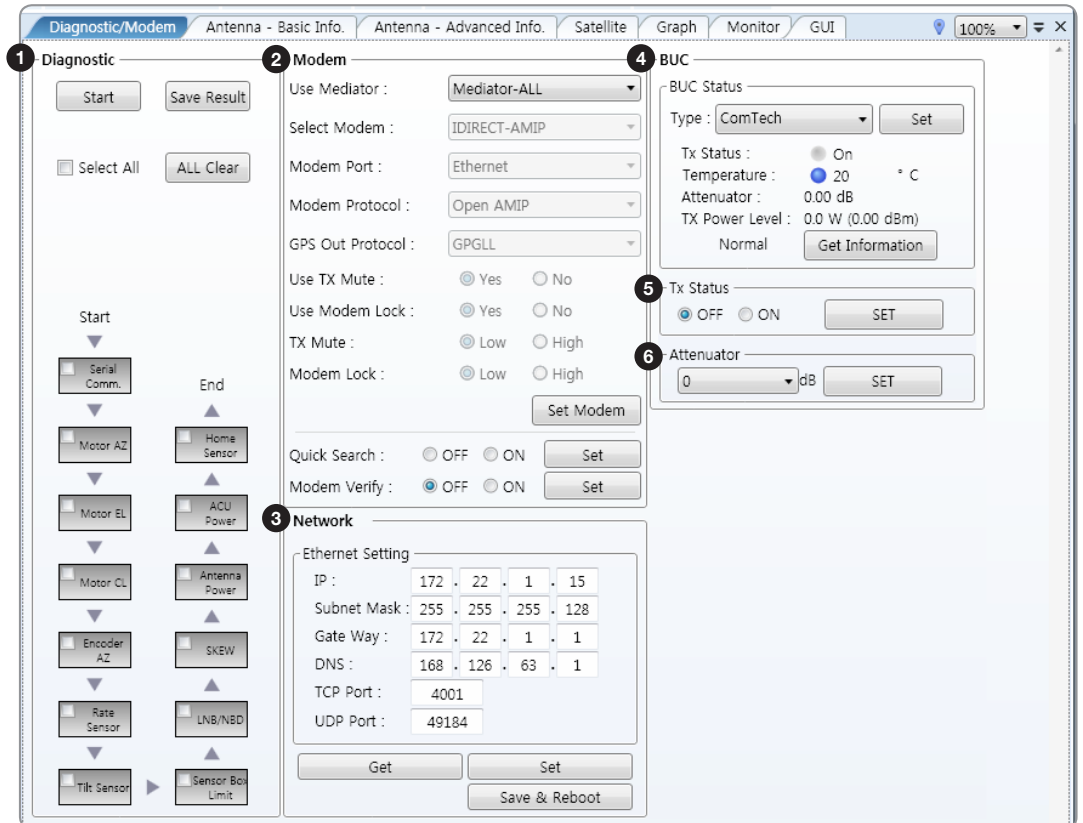 Diagnostic/Modem Antenna - Basic Info. Antenna - Advanced Info. Satellite Graph Monitor GUI 100%
1 Diagnostic
Start Save Result
Select All ALL Clear
Start
Serial
Comm.
Motor AZ
Motor EL
Motor CL
Encoder
AZ
Rate
Sensor
Tilt Sensor
End
Home
Sensor
ACU
Power
Antenna
Power
SKEW
LNB/NBD
Sensor Box
Limit
2 Modem
Use Mediator : Mediator-ALL
Select Modem : IDIRECT-AMIP
Modem Port : Ethernet
Modem Protocol : Open AMIP
GPS Out Protocol : GPGLL
Use TX Mute : Yes No
Use Modem Lock : Yes No
TX Mute : Low High
Modem Lock : Low High
Set Modem
Quick Search : OFF ON Set
Modem Verify : OFF ON Set
3 Network
Ethernet Setting
IP : 172 . 22 . 1 . 15
Subnet Mask : 255 . 255 . 255 . 128
Gate Way : 172 . 22 . 1 . 1
DNS : 168 . 126 . 63 . 1
TCP Port : 4001
UDP Port : 49184
Get Set
Save & Reboot
4 BUC
BUC Status
Type : ComTech Set
Tx Status : On
Temperature : 20 ° C
Attenuator : 0.00 dB
TX Power Level : 0.0 W (0.00 dBm)
Normal Get Information
5 Tx Status
OFF ON SET
6 Attenuator
0 dB SET